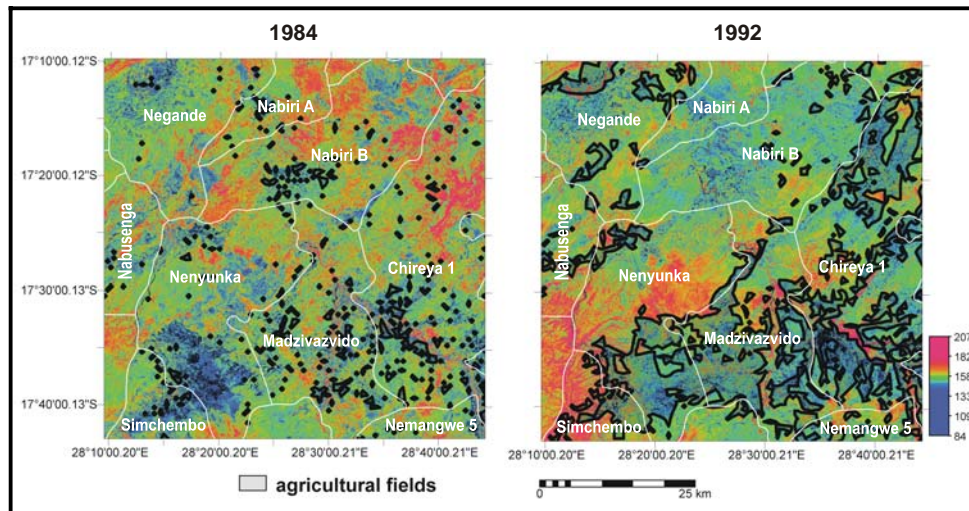 1984
1992
17°10'00.12"S
17°20'00.12"S
17°30'00.13"S
17°40'00.13"S
Negande
Nabiri A
Nabiri B
Nabusenga
Nenyunka
Chireya 1
Madzivazvido
Simchembo
Nemangwe 5
28°10'00.20"E
28°20'00.20"E
28°30'00.21"E
28°40'00.21"E
Negande
Nabiri A
Nabiri B
Nabusenga
Nenyunka
Chireya 1
Madzivazvido
Simchembo
Nemangwe 5
28°10'00.20"E
28°20'00.20"E
28°30'00.21"E
28°40'00.21"E
207
182
158
133
109
84
agricultural fields
0 25 km